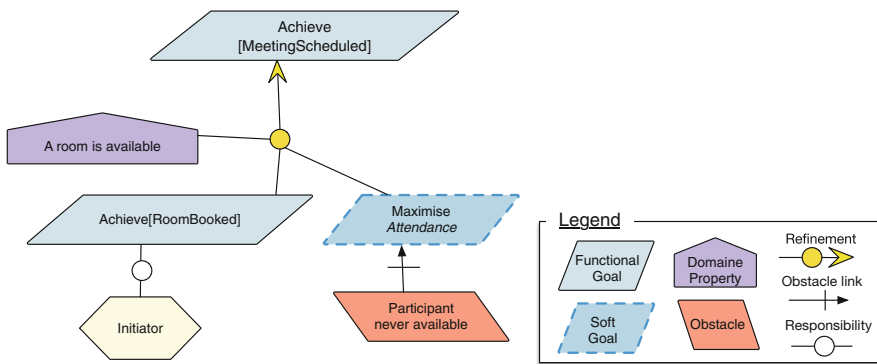 Achieve
[MeetingScheduled]
A room is available
Achieve[RoomBooked]
Maximise
Attendance
Initiator
Participant
never available
Legend
Functional
Goal
Domaine
Property
Refinement
Obstacle link
Soft
Goal
Obstacle
Responsibility